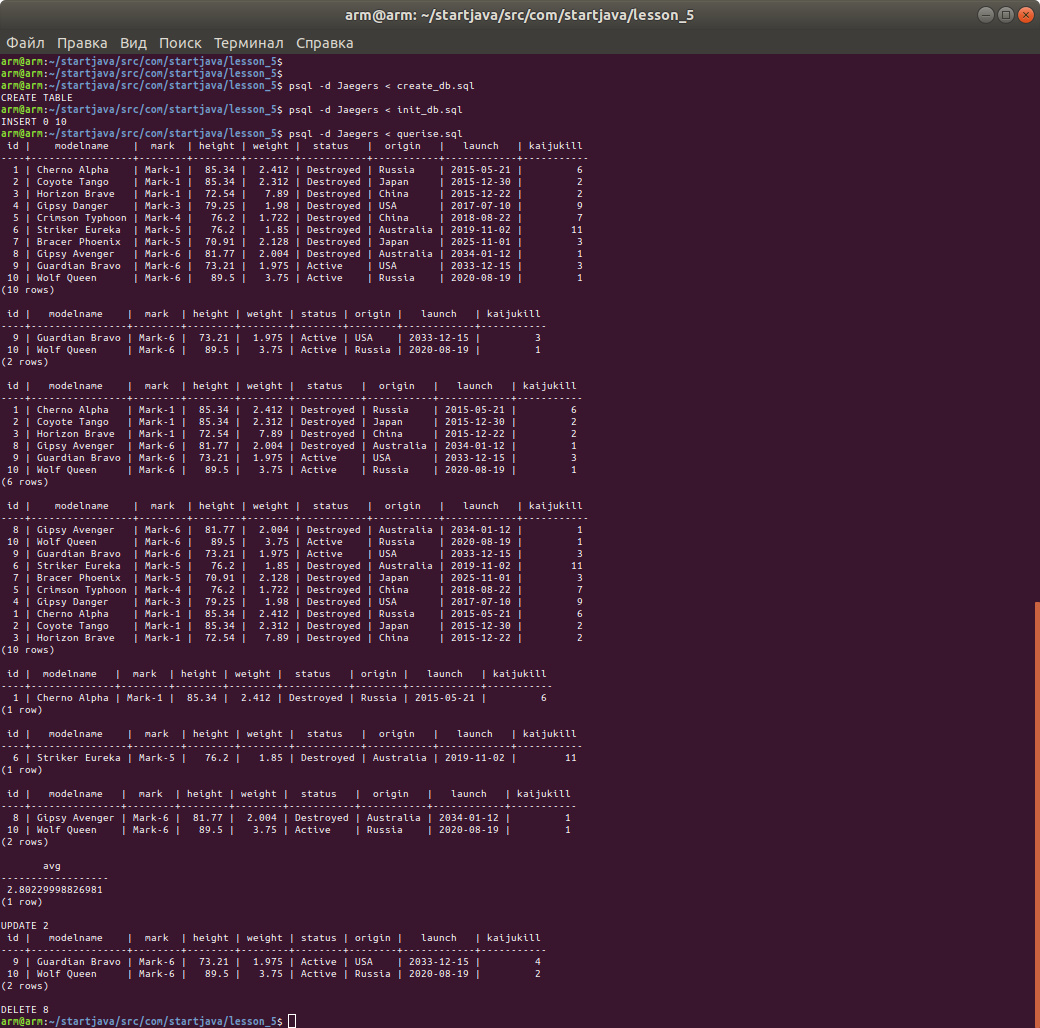 arm@arm: ~/startjava/src/com/startjava/lesson_5
Файл Правка Вид Поиск Терминал Справка
arm@arm:~/startjava/src/com/startjava/lesson_5$
arm@arm:~/startjava/src/com/startjava/lesson_5$
arm@arm:~/startjava/src/com/startjava/lesson_5$ psql -d Jaegers < create_db.sql
CREATE TABLE
arm@arm:~/startjava/src/com/startjava/lesson_5$ psql -d Jaegers < init_db.sql
INSERT 0 10
arm@arm:~/startjava/src/com/startjava/lesson_5$ psql -d Jaegers < querise.sql
 id |    modelname    |  mark  | height | weight |  status   |  origin   |   launch   | kaijukill
----+-----------------+--------+--------+--------+-----------+-----------+------------+-----------
  1 | Cherno Alpha    | Mark-1 |  85.34 |  2.412 | Destroyed | Russia    | 2015-05-21 |         6
  2 | Coyote Tango    | Mark-1 |  85.34 |  2.312 | Destroyed | Japan     | 2015-12-30 |         2
  3 | Horizon Brave   | Mark-1 |  72.54 |   7.89 | Destroyed | China     | 2015-12-22 |         2
  4 | Gipsy Danger    | Mark-3 |  79.25 |   1.98 | Destroyed | USA       | 2017-07-10 |         9
  5 | Crimson Typhoon | Mark-4 |   76.2 |  1.722 | Destroyed | China     | 2018-08-22 |         7
  6 | Striker Eureka  | Mark-5 |   76.2 |   1.85 | Destroyed | Australia | 2019-11-02 |        11
  7 | Bracer Phoenix  | Mark-5 |  70.91 |  2.128 | Destroyed | Japan     | 2025-11-01 |         3
  8 | Gipsy Avenger   | Mark-6 |  81.77 |  2.004 | Destroyed | Australia | 2034-01-12 |         1
  9 | Guardian Bravo  | Mark-6 |  73.21 |  1.975 | Active    | USA       | 2033-12-15 |         3
 10 | Wolf Queen      | Mark-6 |   89.5 |   3.75 | Active    | Russia    | 2020-08-19 |         1
(10 rows)
 id |   modelname    |  mark  | height | weight | status | origin |   launch   | kaijukill
----+----------------+--------+--------+--------+--------+--------+------------+-----------
  9 | Guardian Bravo | Mark-6 |  73.21 |  1.975 | Active | USA    | 2033-12-15 |         3
 10 | Wolf Queen     | Mark-6 |   89.5 |   3.75 | Active | Russia | 2020-08-19 |         1
(2 rows)
 id |   modelname    |  mark  | height | weight |  status   |  origin   |   launch   | kaijukill
----+----------------+--------+--------+--------+-----------+-----------+------------+-----------
  1 | Cherno Alpha   | Mark-1 |  85.34 |  2.412 | Destroyed | Russia    | 2015-05-21 |         6
  2 | Coyote Tango   | Mark-1 |  85.34 |  2.312 | Destroyed | Japan     | 2015-12-30 |         2
  3 | Horizon Brave  | Mark-1 |  72.54 |   7.89 | Destroyed | China     | 2015-12-22 |         2
  8 | Gipsy Avenger  | Mark-6 |  81.77 |  2.004 | Destroyed | Australia | 2034-01-12 |         1
  9 | Guardian Bravo | Mark-6 |  73.21 |  1.975 | Active    | USA       | 2033-12-15 |         3
 10 | Wolf Queen     | Mark-6 |   89.5 |   3.75 | Active    | Russia    | 2020-08-19 |         1
(6 rows)
 id |    modelname    |  mark  | height | weight |  status   |  origin   |   launch   | kaijukill
----+-----------------+--------+--------+--------+-----------+-----------+------------+-----------
  8 | Gipsy Avenger   | Mark-6 |  81.77 |  2.004 | Destroyed | Australia | 2034-01-12 |         1
 10 | Wolf Queen      | Mark-6 |   89.5 |   3.75 | Active    | Russia    | 2020-08-19 |         1
  9 | Guardian Bravo  | Mark-6 |  73.21 |  1.975 | Active    | USA       | 2033-12-15 |         3
  6 | Striker Eureka  | Mark-5 |   76.2 |   1.85 | Destroyed | Australia | 2019-11-02 |        11
  7 | Bracer Phoenix  | Mark-5 |  70.91 |  2.128 | Destroyed | Japan     | 2025-11-01 |         3
  5 | Crimson Typhoon | Mark-4 |   76.2 |  1.722 | Destroyed | China     | 2018-08-22 |         7
  4 | Gipsy Danger    | Mark-3 |  79.25 |   1.98 | Destroyed | USA       | 2017-07-10 |         9
  1 | Cherno Alpha    | Mark-1 |  85.34 |  2.412 | Destroyed | Russia    | 2015-05-21 |         6
  2 | Coyote Tango    | Mark-1 |  85.34 |  2.312 | Destroyed | Japan     | 2015-12-30 |         2
  3 | Horizon Brave   | Mark-1 |  72.54 |   7.89 | Destroyed | China     | 2015-12-22 |         2
(10 rows)
 id |  modelname   |  mark  | height | weight |  status   | origin |   launch   | kaijukill
----+--------------+--------+--------+--------+-----------+--------+------------+-----------
  1 | Cherno Alpha | Mark-1 |  85.34 |  2.412 | Destroyed | Russia | 2015-05-21 |         6
(1 row)
 id |   modelname    |  mark  | height | weight |  status   |  origin   |   launch   | kaijukill
----+----------------+--------+--------+--------+-----------+-----------+------------+-----------
  6 | Striker Eureka | Mark-5 |   76.2 |   1.85 | Destroyed | Australia | 2019-11-02 |        11
(1 row)
 id |   modelname   |  mark  | height | weight |  status   |  origin   |   launch   | kaijukill
----+---------------+--------+--------+--------+-----------+-----------+------------+-----------
  8 | Gipsy Avenger | Mark-6 |  81.77 |  2.004 | Destroyed | Australia | 2034-01-12 |         1
 10 | Wolf Queen    | Mark-6 |   89.5 |   3.75 | Active    | Russia    | 2020-08-19 |         1
(2 rows)
       avg
------------------
 2.80229998826981
(1 row)
UPDATE 2
 id |   modelname    |  mark  | height | weight | status | origin |   launch   | kaijukill
----+----------------+--------+--------+--------+--------+--------+------------+-----------
  9 | Guardian Bravo | Mark-6 |  73.21 |  1.975 | Active | USA    | 2033-12-15 |         4
 10 | Wolf Queen     | Mark-6 |   89.5 |   3.75 | Active | Russia | 2020-08-19 |         2
(2 rows)
DELETE 8
arm@arm:~/startjava/src/com/startjava/lesson_5$